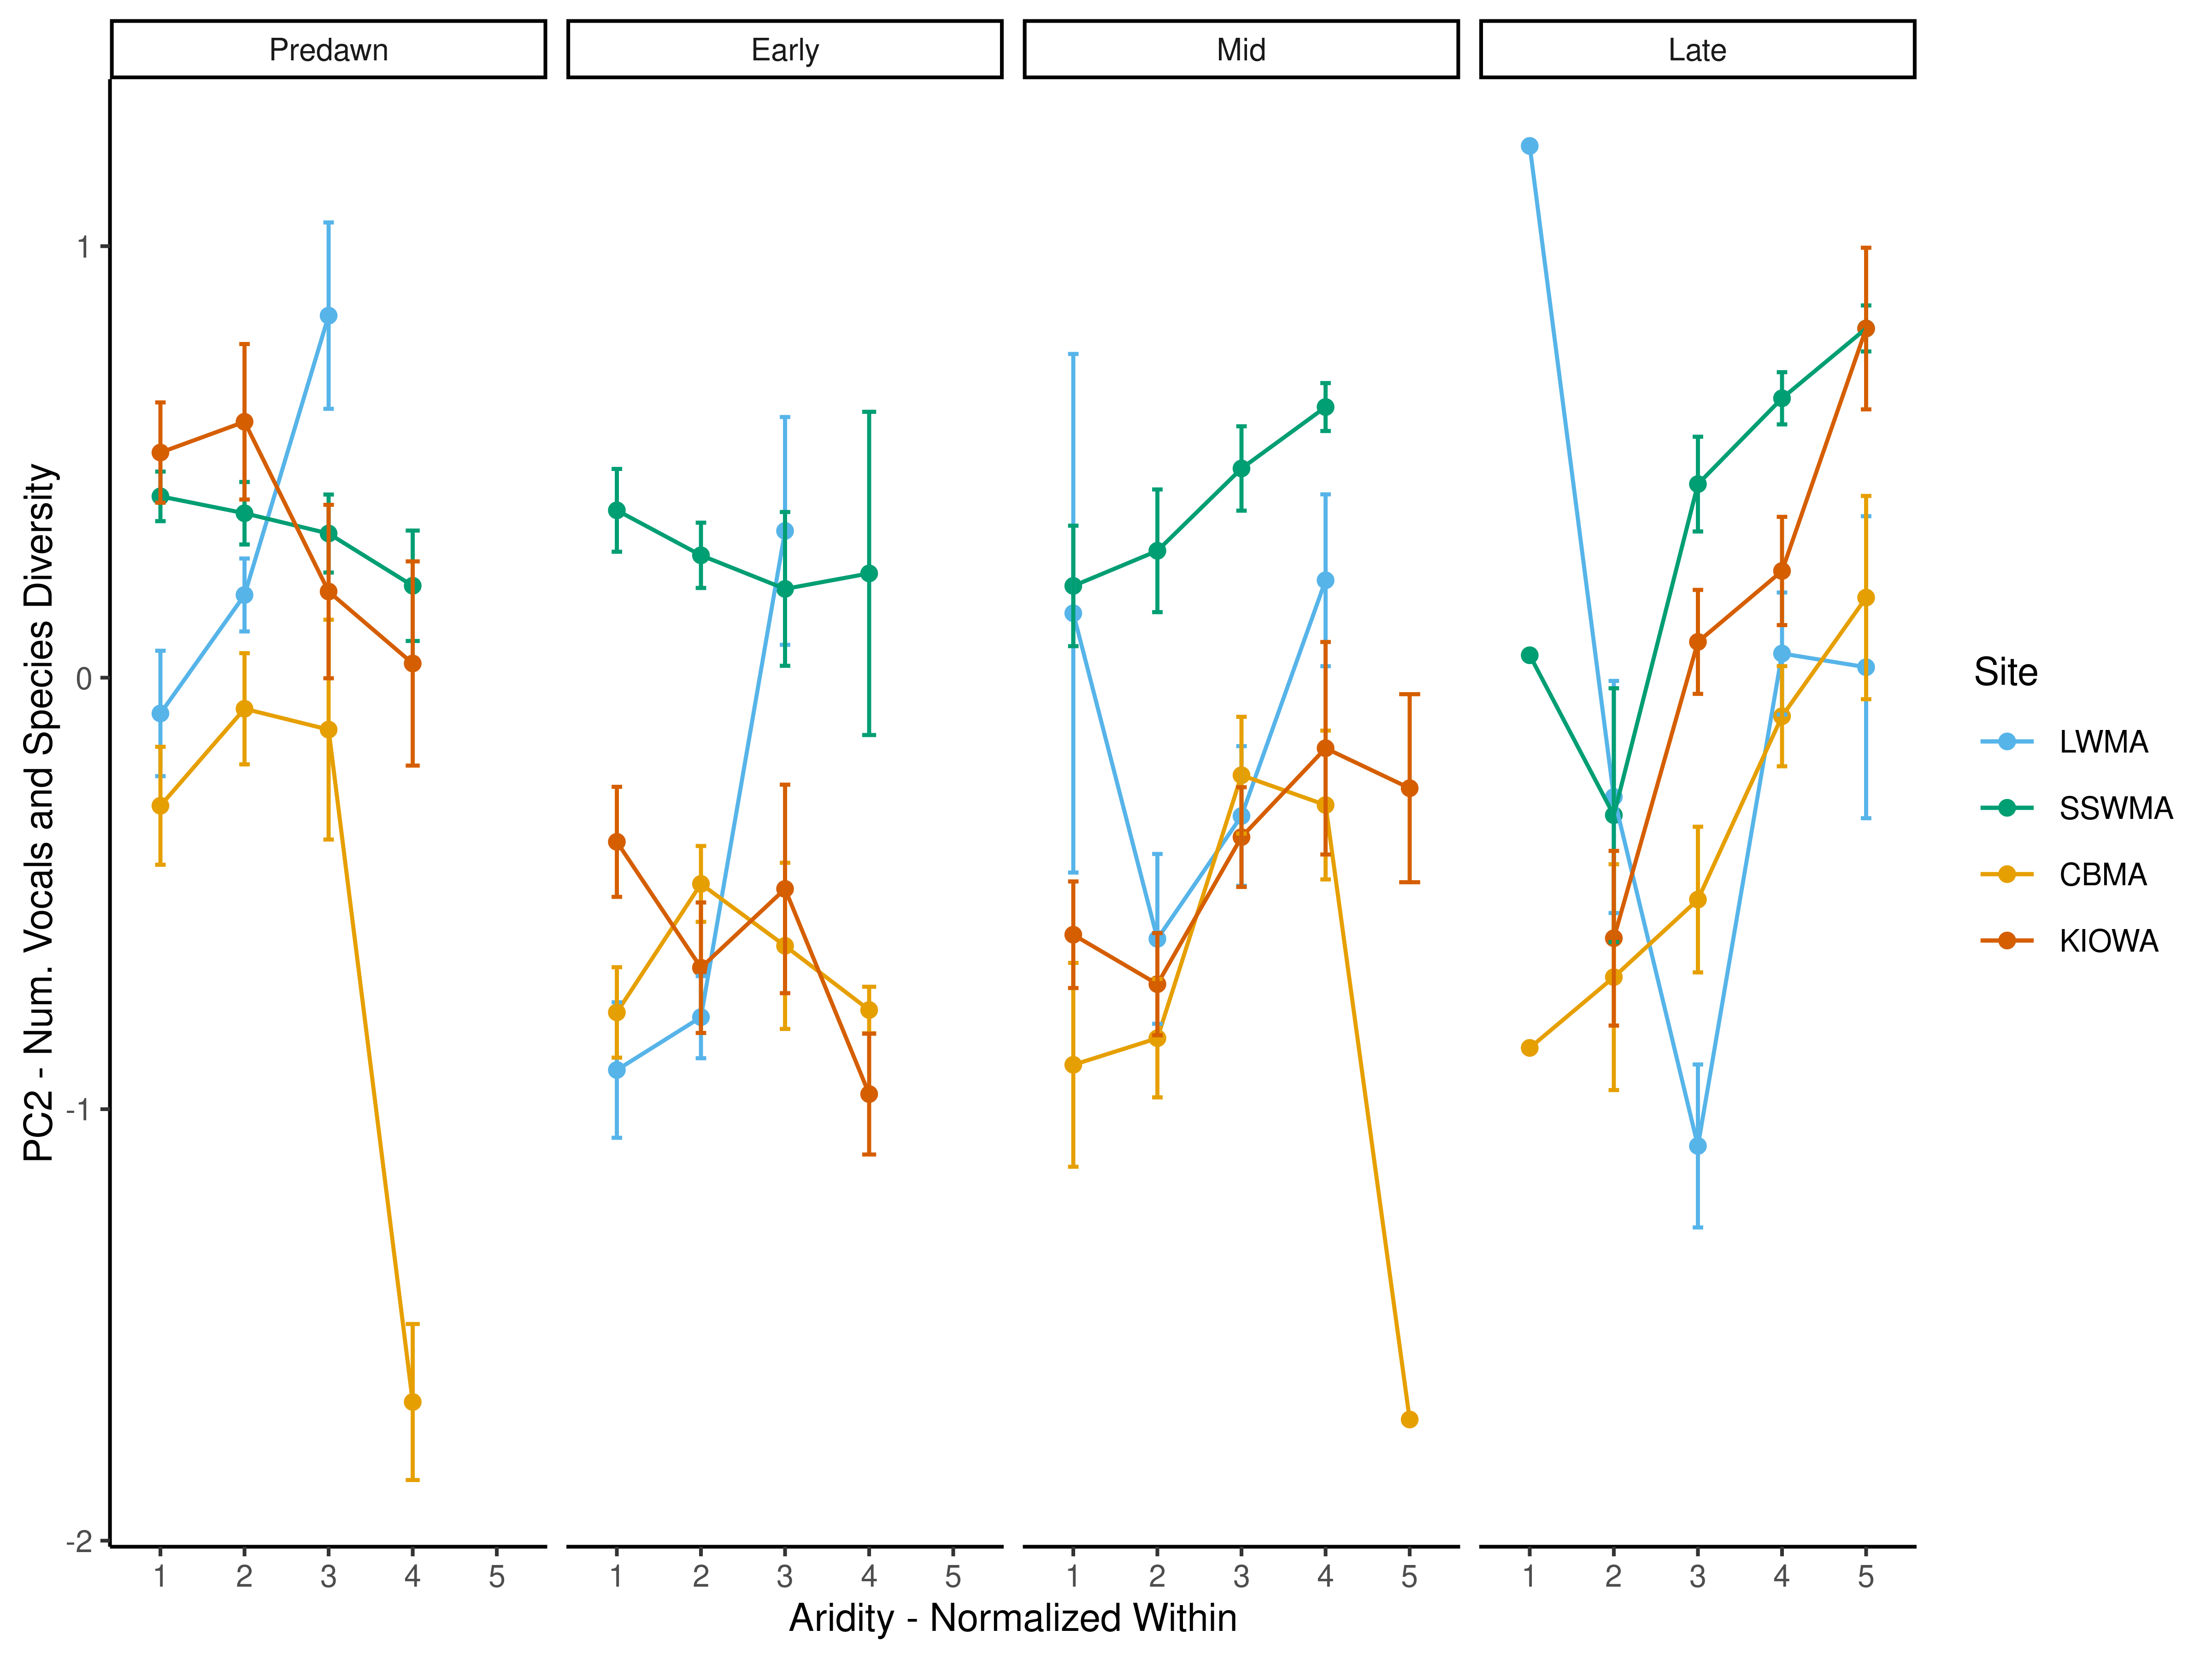 Predawn Early Mid Late
PC2 - Num. Vocals and Species Diversity
1
0
-1
-2
1 2 3 4 5 1 2 3 4 5 1 2 3 4 5 1 2 3 4 5
Aridity - Normalized Within
Site
LWMA
SSWMA
CBMA
KIOWA